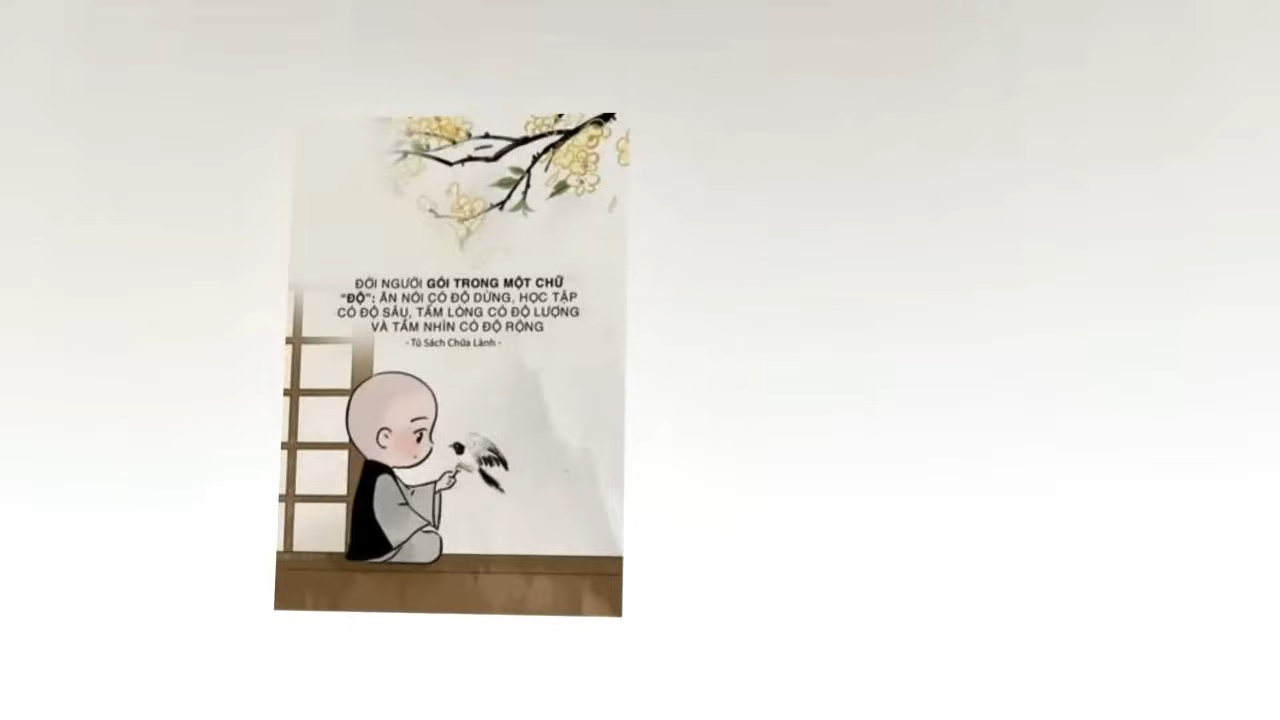 ĐỜI NGƯỜI GÓI TRONG MỘT CHỮ
"ĐỘ": ĂN NÓI CÓ ĐỘ DỪNG, HỌC TẬP
CÓ ĐỘ SÂU, TẤM LÒNG CÓ ĐỘ LƯỢNG
VÀ TẦM NHÌN CÓ ĐỘ RỘNG
- Tủ Sách Chữa Lành -